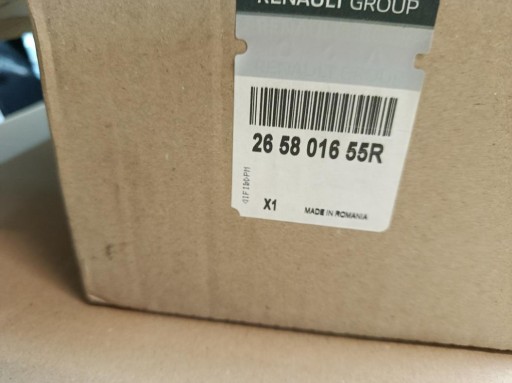 RENAULT GROUP
26 58 016 55R
X1
MADE IN ROMANIA